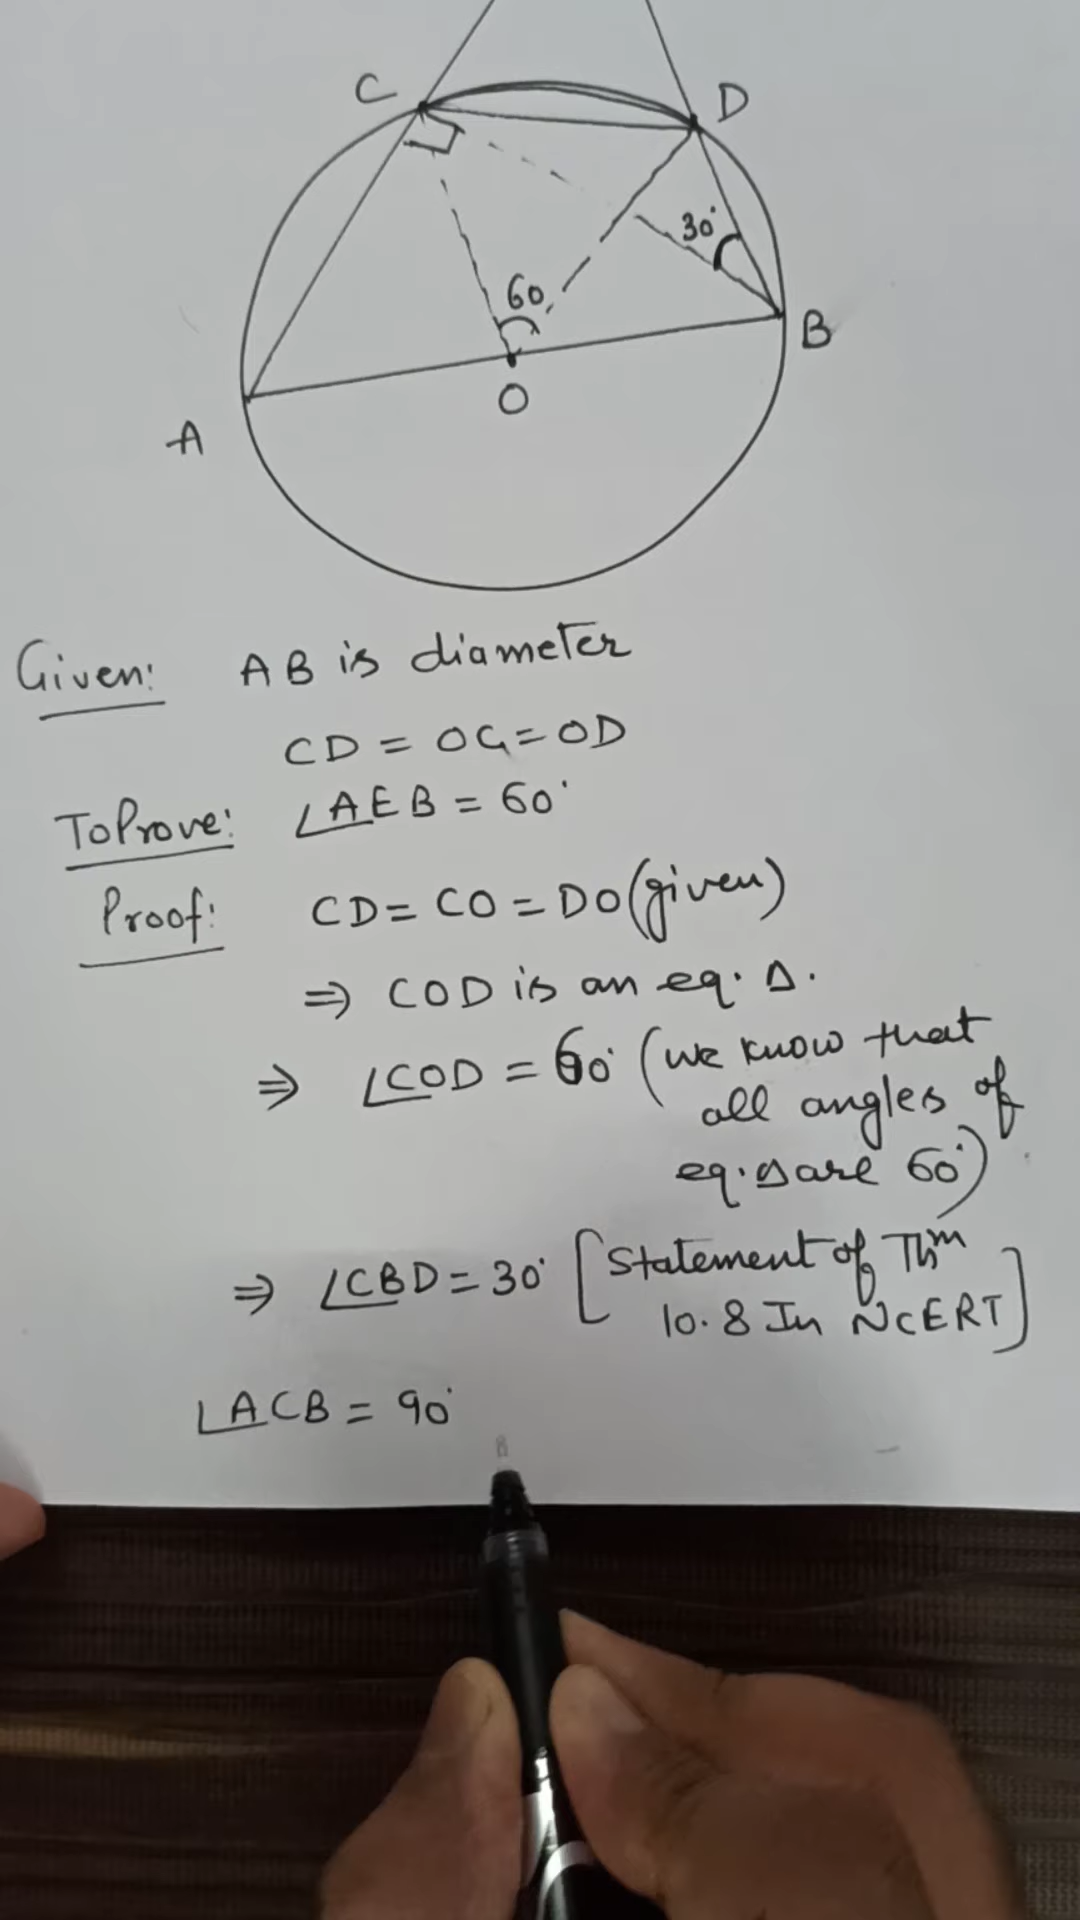 C
D
30°
60
B
O
A
Given: AB is diameter
CD = OC = OD
To Prove: ∠AEB = 60°
Proof: CD = CO = DO (given)
⇒ COD is an eq. Δ.
⇒ ∠COD = 60° (we know that
all angles of
eq. Δ are 60°)
⇒ ∠CBD = 30° [Statement of Thm
10.8 In NCERT]
∠ACB = 90°